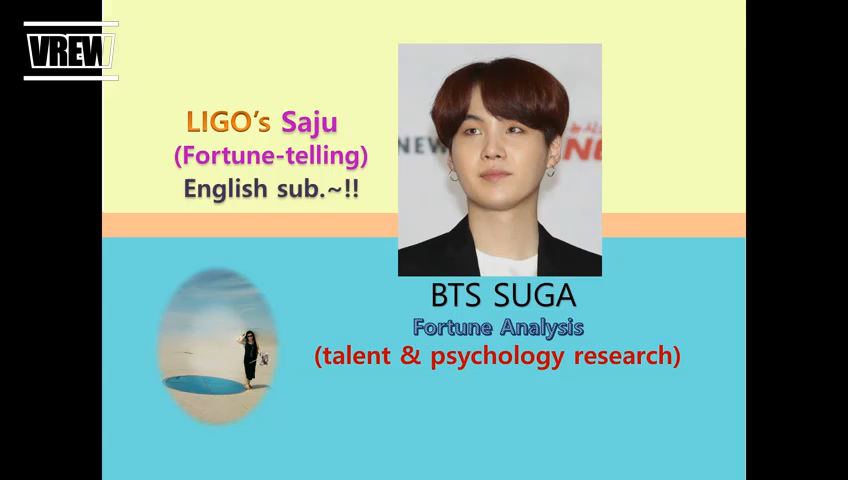 VREW
LIGO's Saju
(Fortune-telling)
English sub.~!!
BTS SUGA
Fortune Analysis
(talent & psychology research)